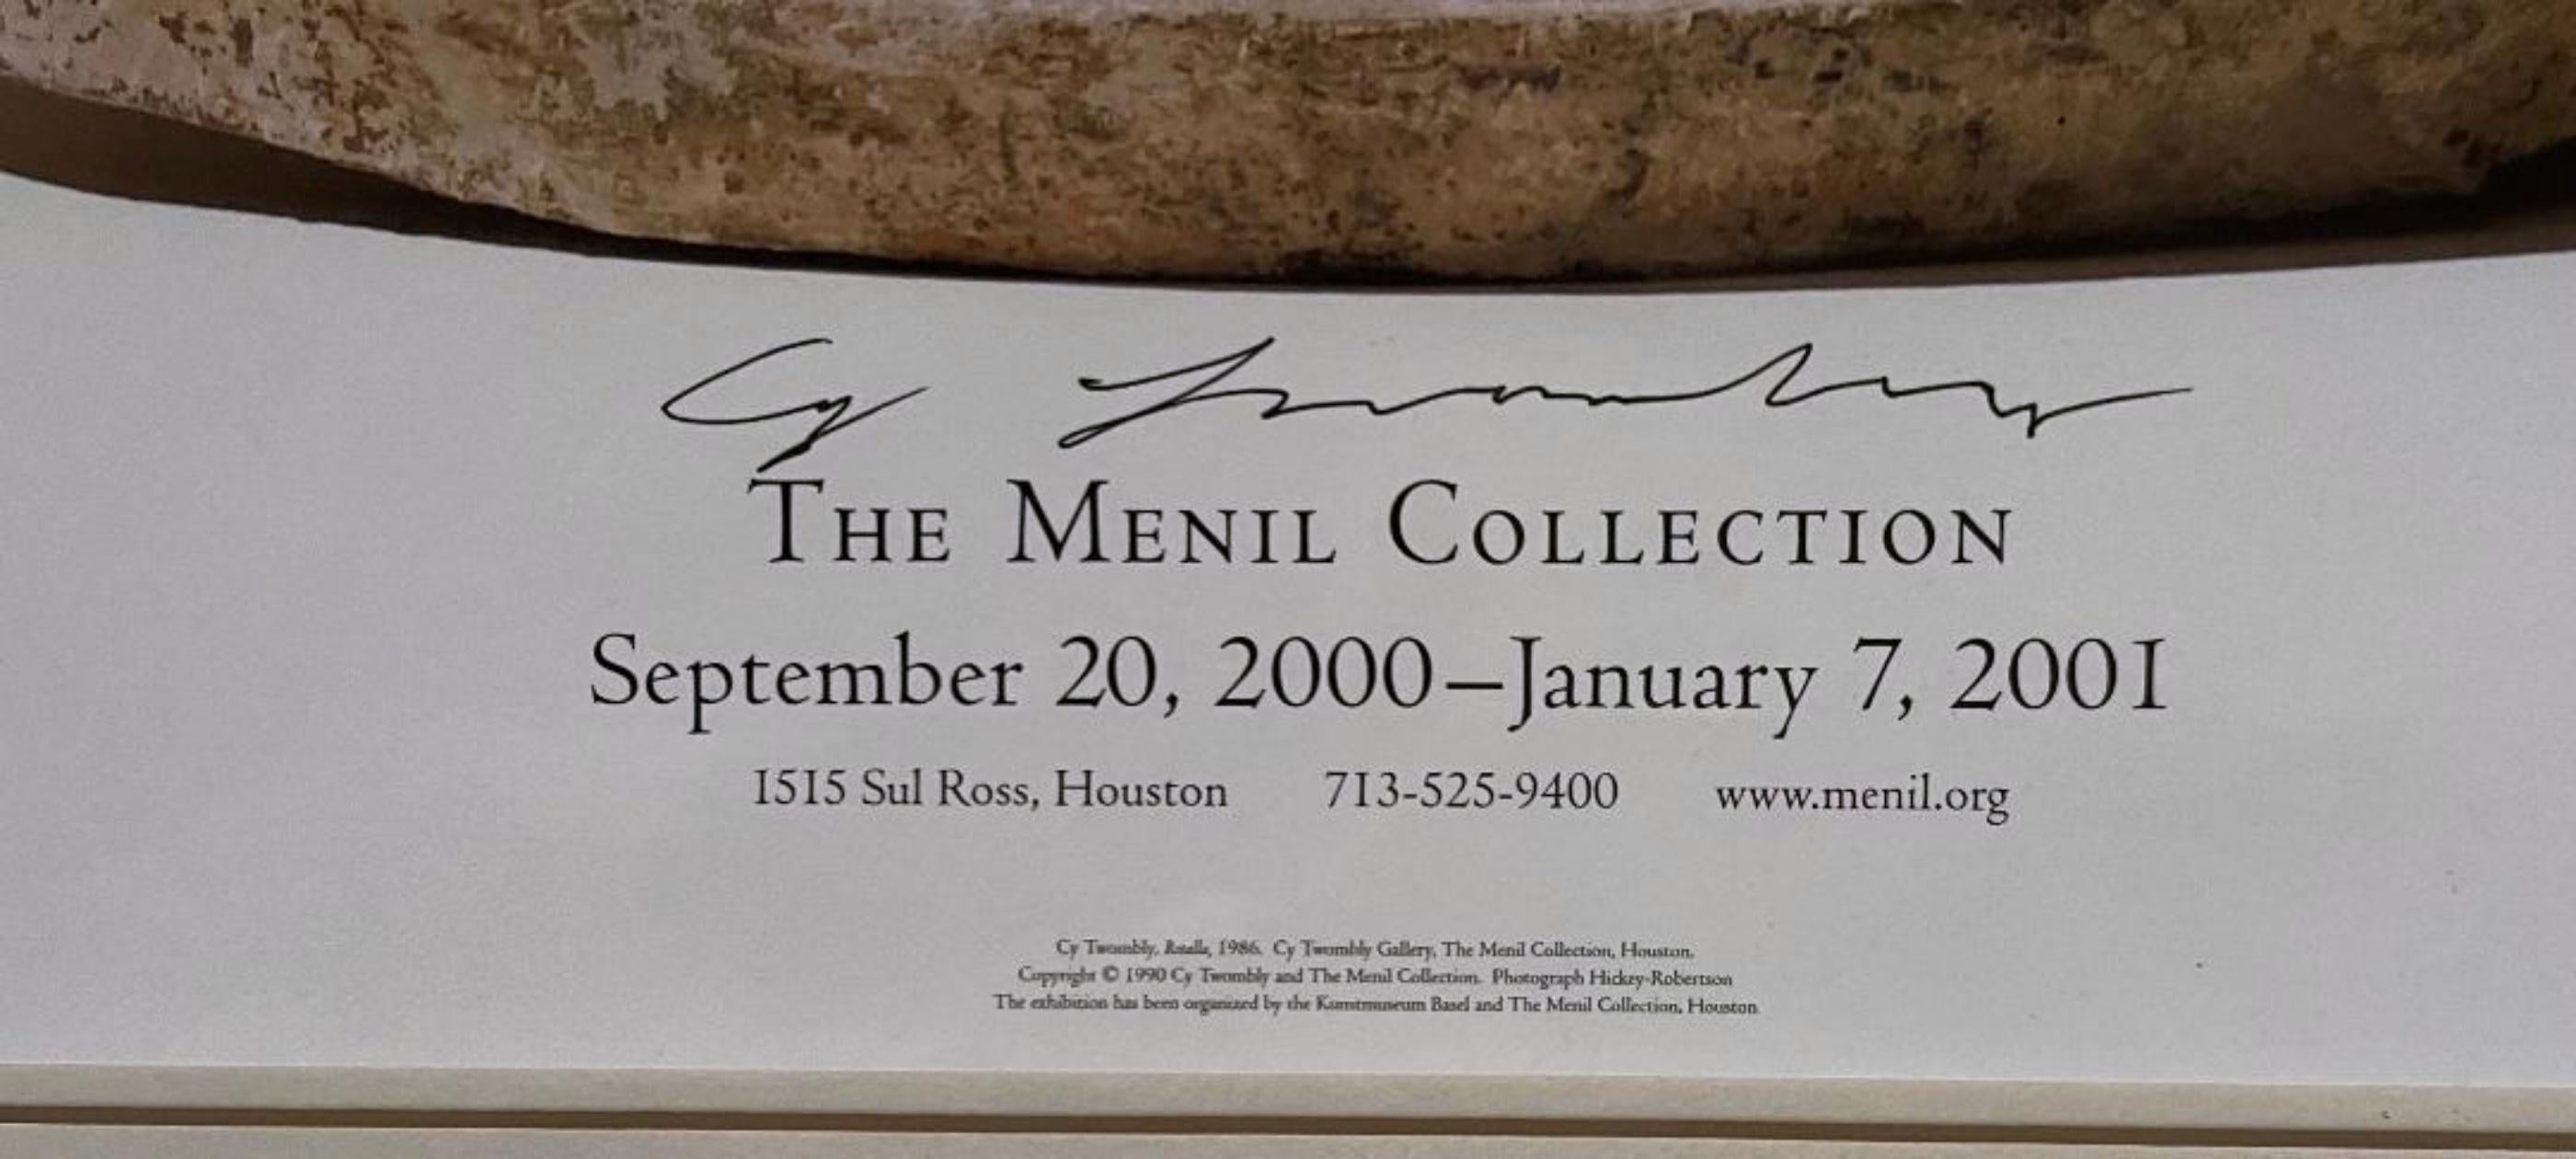 Cy Twombly
THE MENIL COLLECTION
September 20, 2000–January 7, 2001
1515 Sul Ross, Houston 713-525-9400 www.menil.org
Cy Twombly, Rotalla, 1986. Cy Twombly Gallery, The Menil Collection, Houston.
Copyright © 1990 Cy Twombly and The Menil Collection. Photograph Hickey-Robertson
The exhibition has been organized by the Kunstmuseum Basel and The Menil Collection, Houston